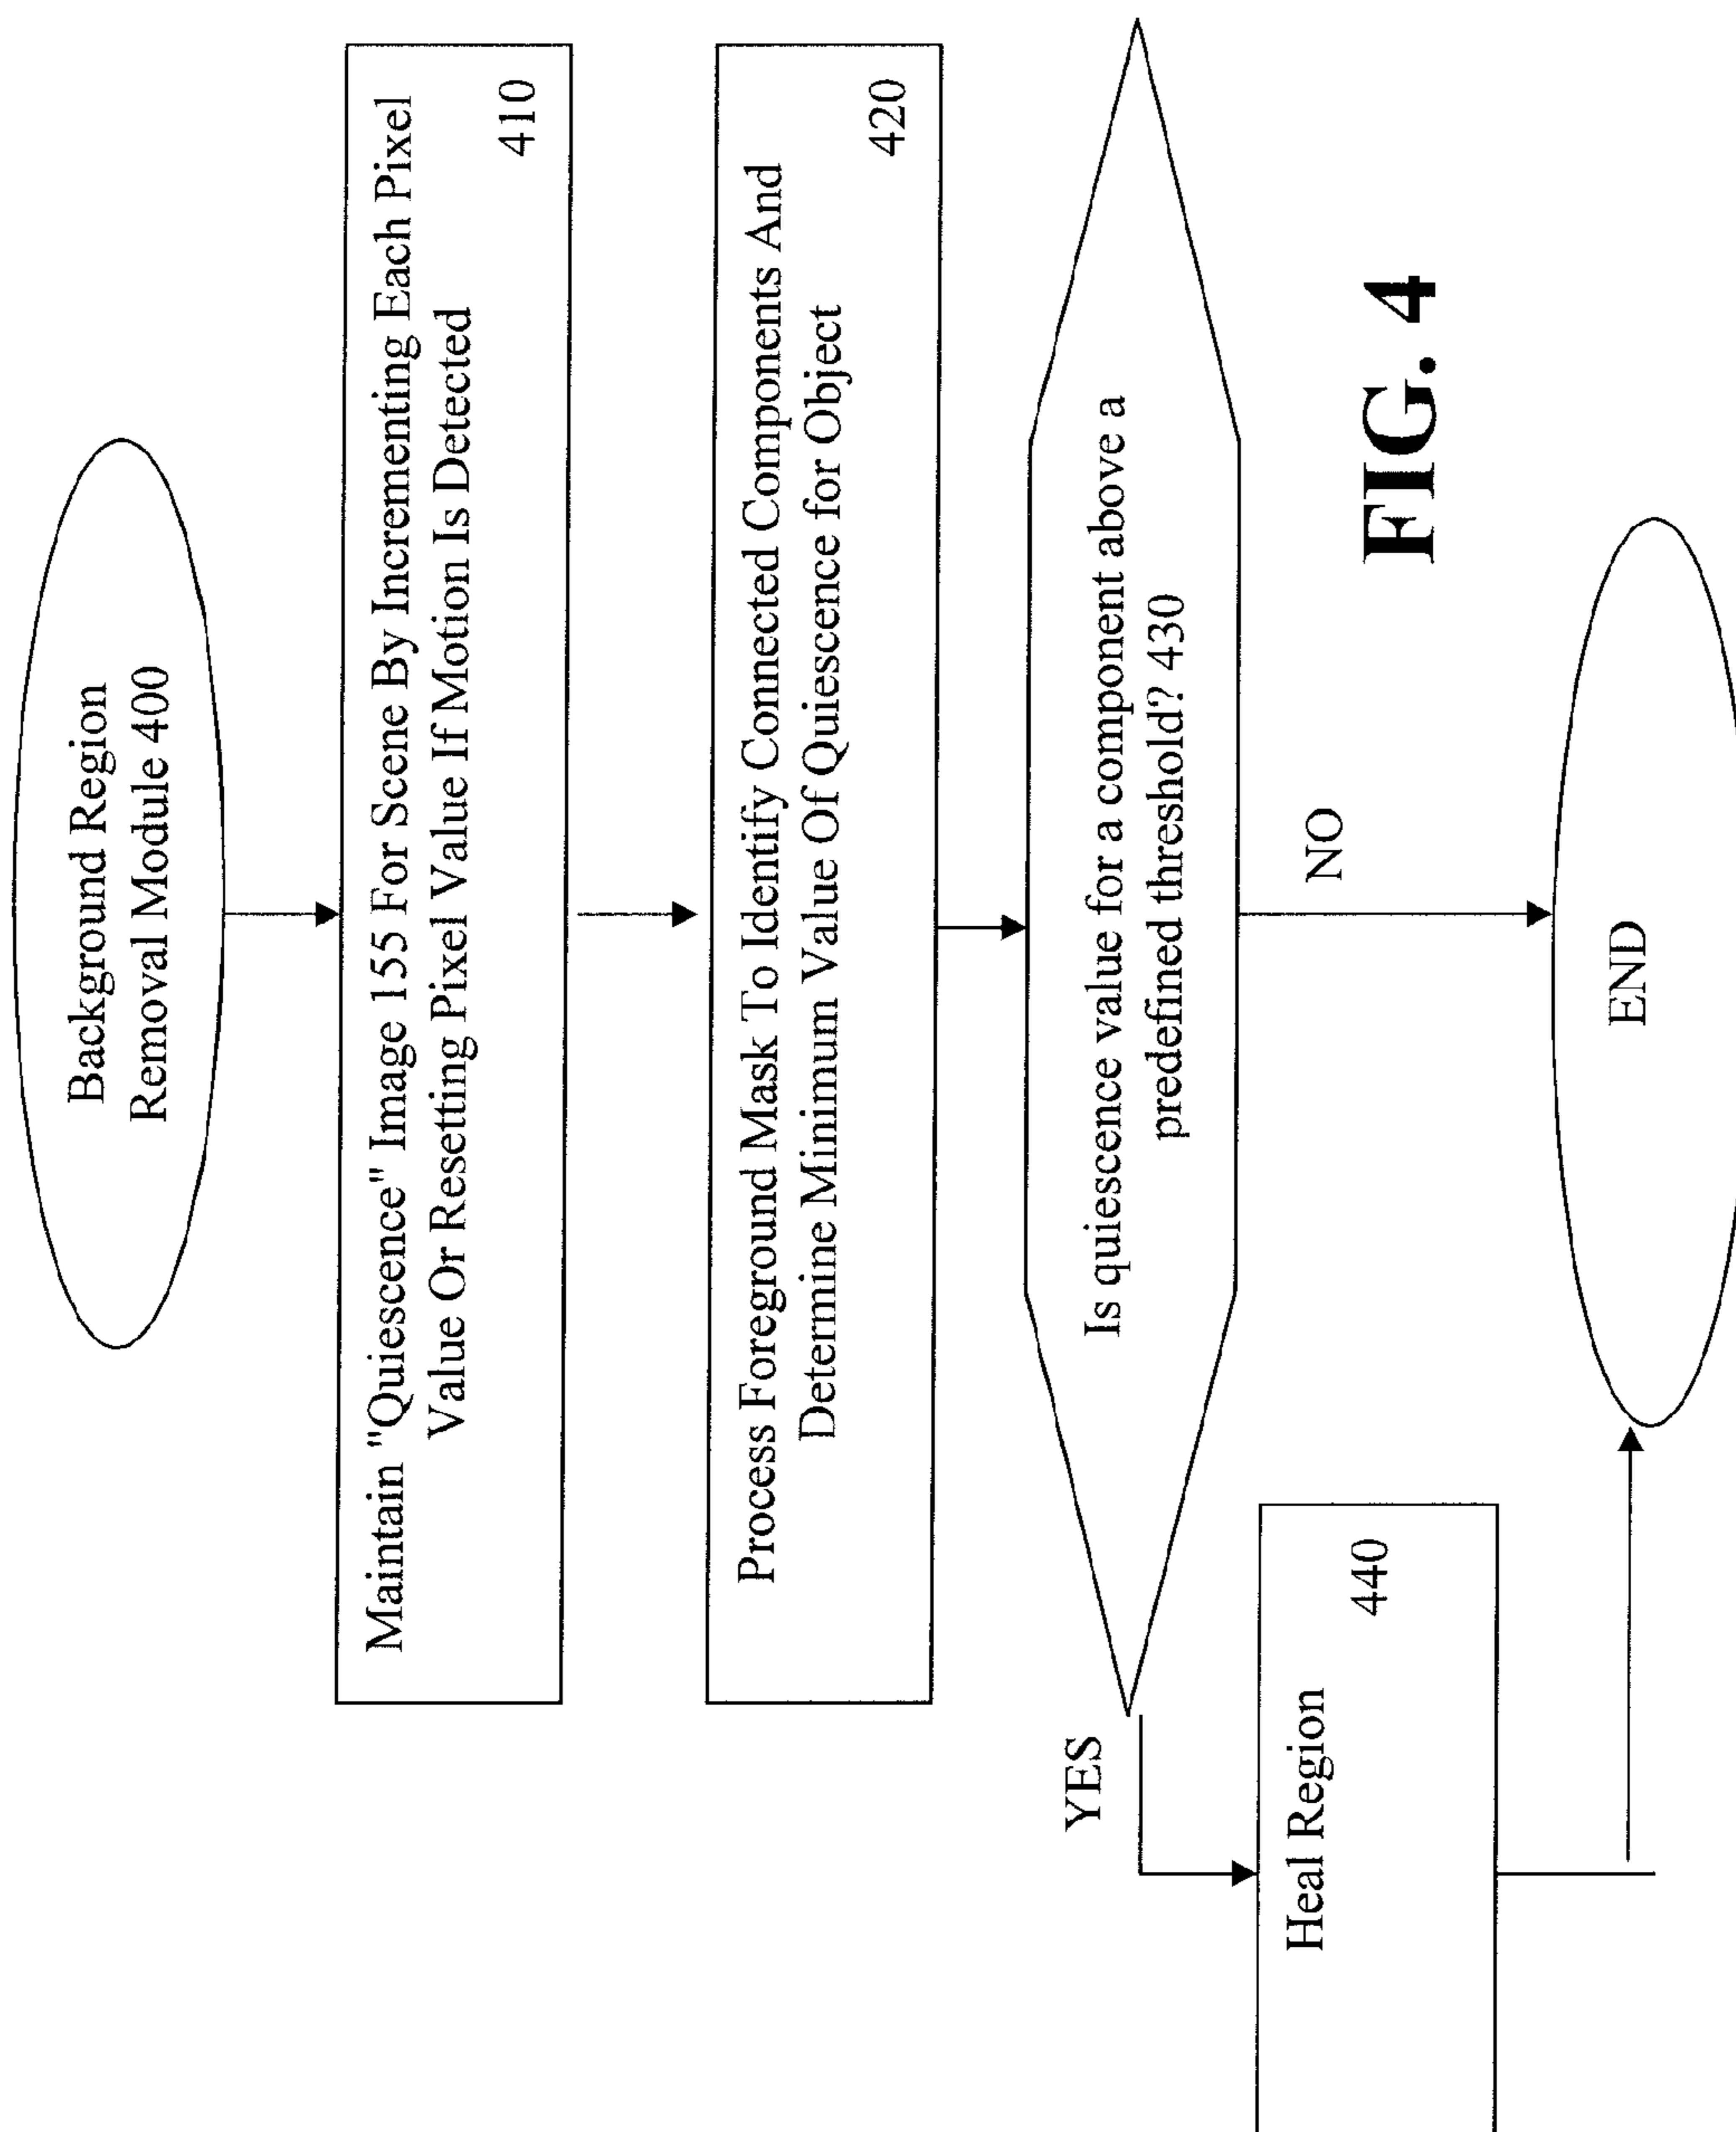 Background Region
Removal Module 400
Maintain "Quiescence" Image 155 For Scene By Incrementing Each Pixel
Value Or Resetting Pixel Value If Motion Is Detected
410
Process Foreground Mask To Identify Connected Components And
Determine Minimum Value Of Quiescence for Object
420
Is quiescence value for a component above a
predefined threshold? 430
YES
NO
Heal Region
440
END
FIG. 4